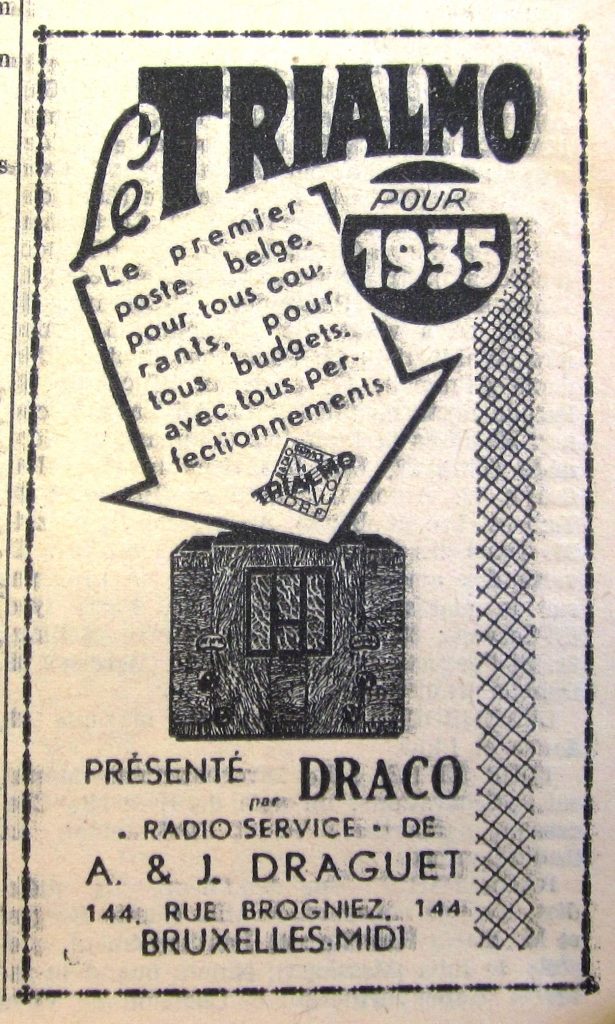 Le TRIALMO
POUR
1935
Le premier
poste belge,
pour tous cou-
rants, pour
tous budgets,
avec tous per-
fectionnements
TRIALMO
PRÉSENTÉ par DRACO
• RADIO SERVICE • DE
A. & J. DRAGUET
144, RUE BROGNIEZ, 144
BRUXELLES-MIDI